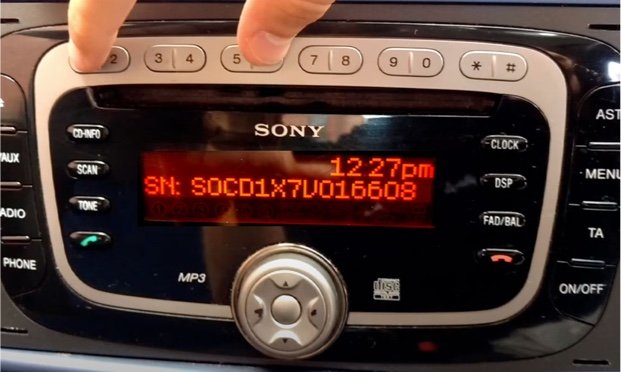 2 3 4 5 7 8 9 0 * #
SONY
CD-INFO
CLOCK
12:27pm
SN: SOCD1X7V016608
/AUX
SCAN
DSP
MENU
ADIO
TONE
FAD/BAL
TA
PHONE
MP3
ON/OFF
AST